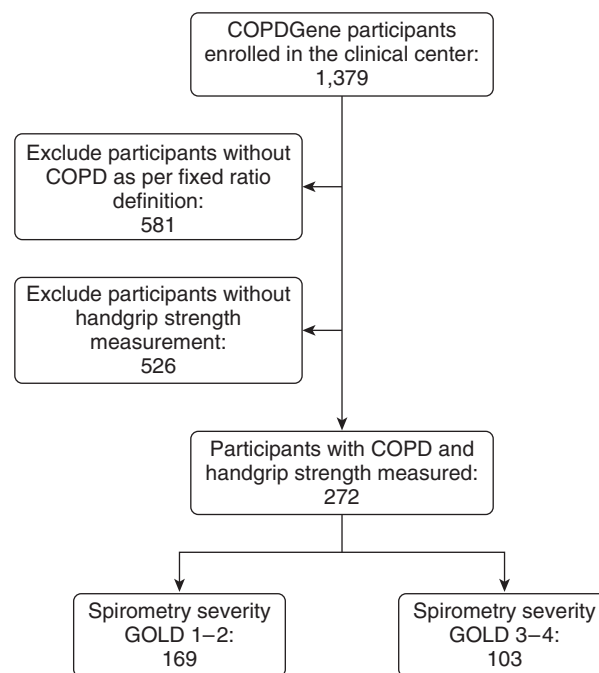 COPDGene participants
enrolled in the clinical center:
1,379
Exclude participants without
COPD as per fixed ratio
definition:
581
Exclude participants without
handgrip strength
measurement:
526
Participants with COPD and
handgrip strength measured:
272
Spirometry severity
GOLD 1–2:
169
Spirometry severity
GOLD 3–4:
103